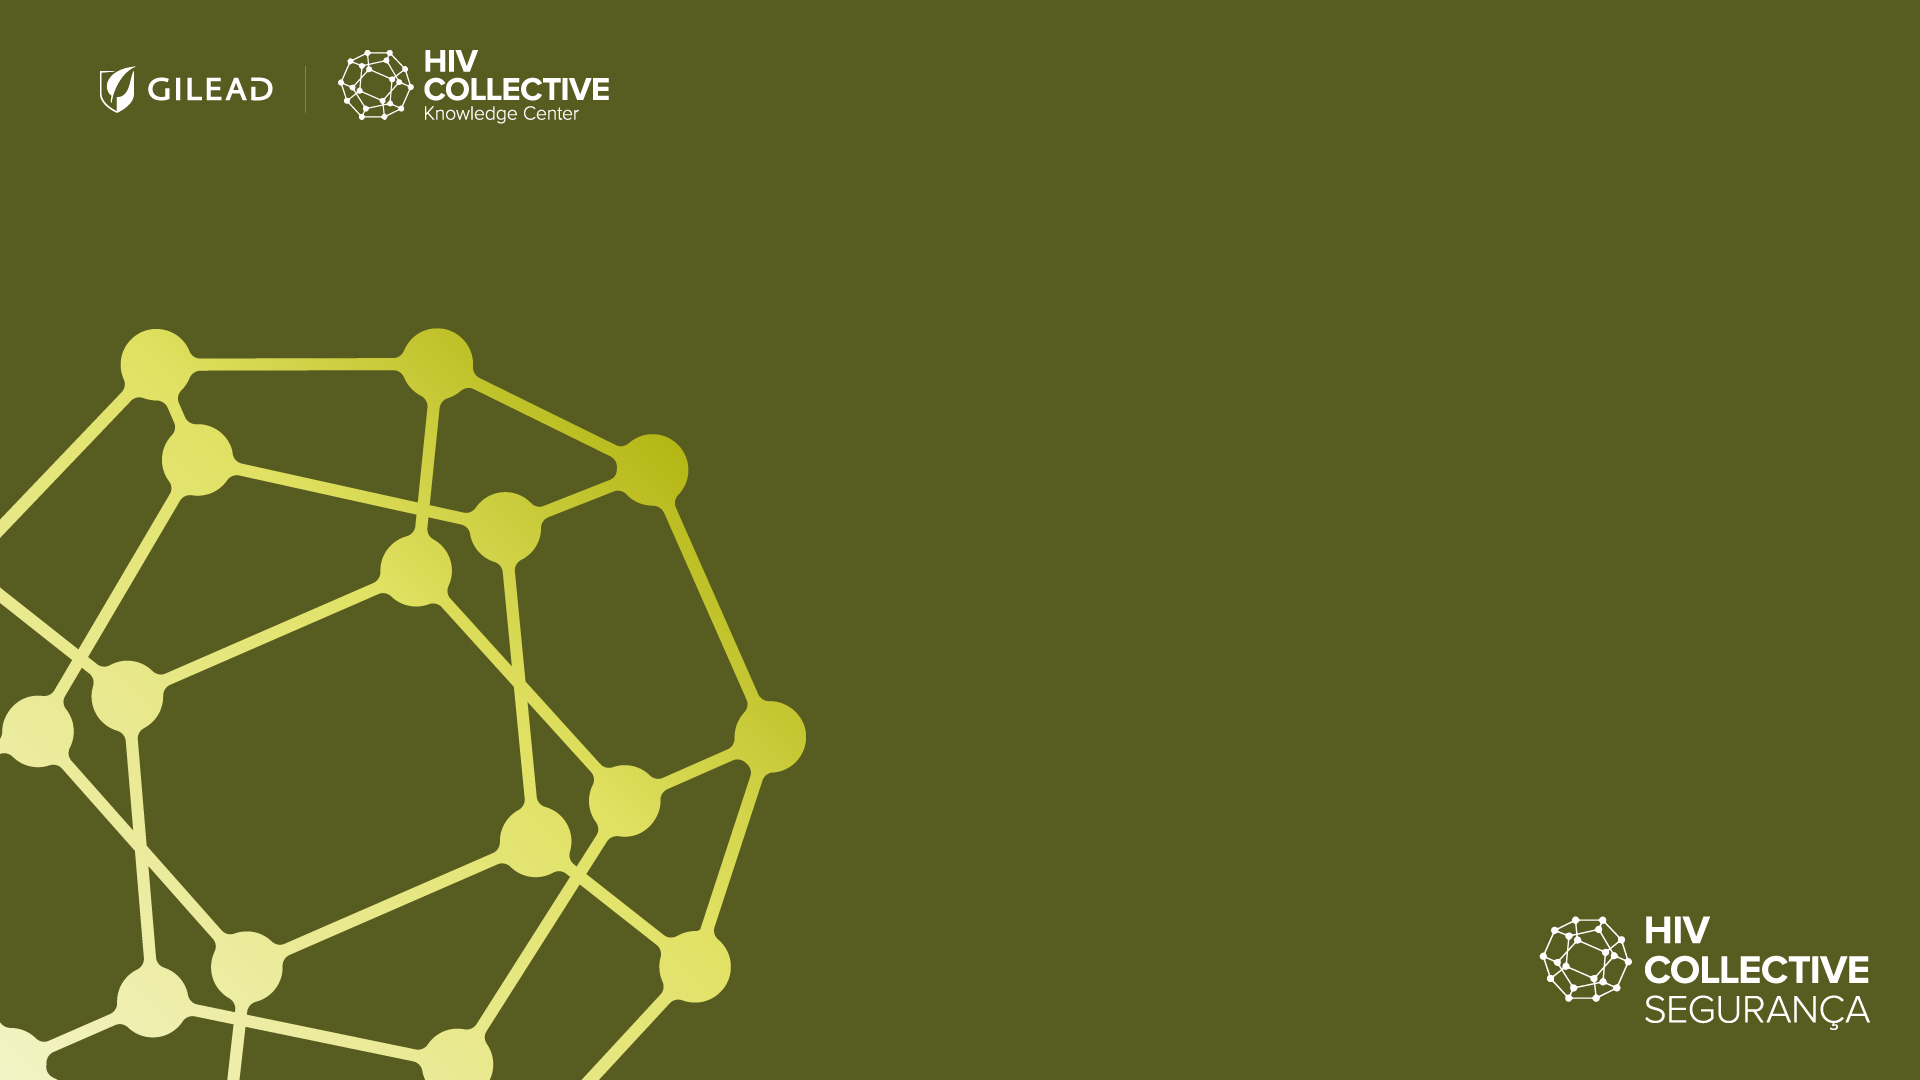 GILEAD
HIV
COLLECTIVE
Knowledge Center
HIV
COLLECTIVE
SEGURANÇA